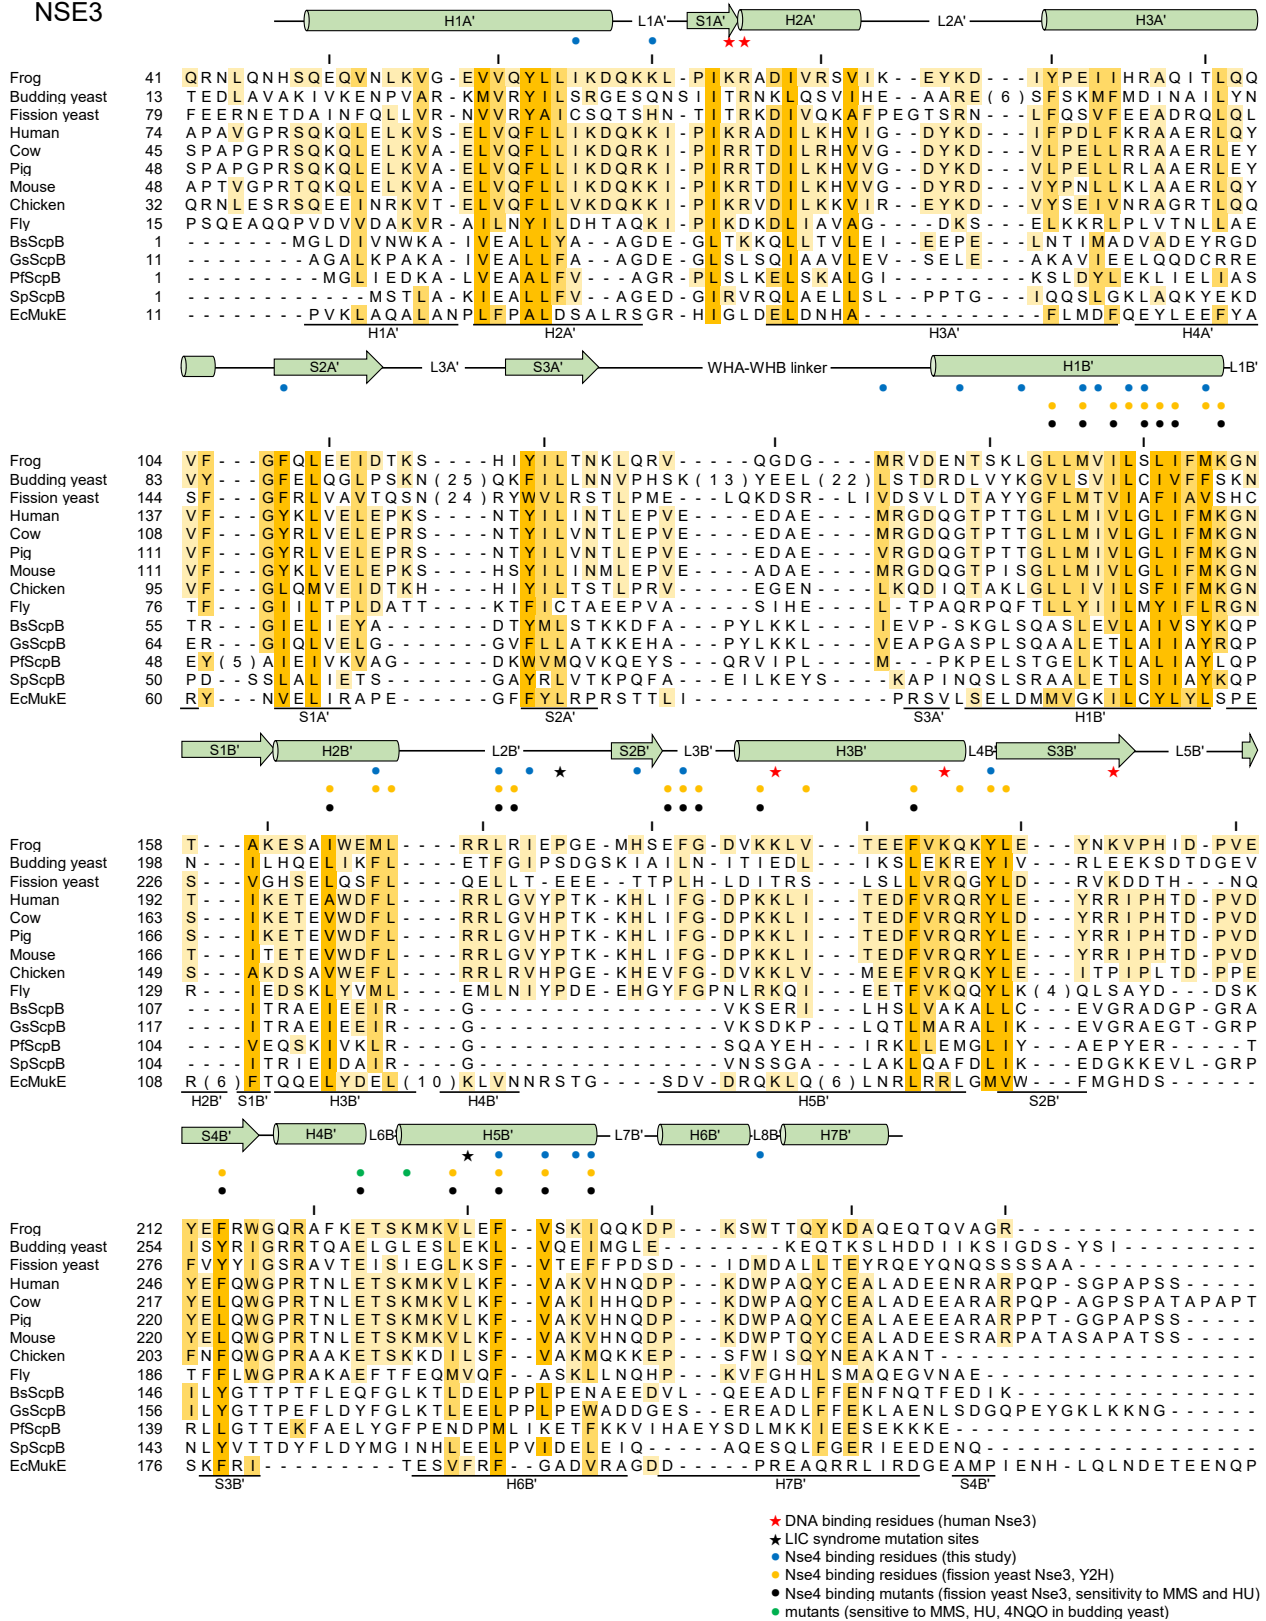 NSE3
H1A' L1A' S1A' H2A' L2A' H3A'
Frog 41 QRNLQNHSQEQVNLKVG-EVVQYLLIKDQKKL-PIKRADIVRSVIK--EYKD---IYPEIIHRAQITLQQ
Budding yeast 13 TEDLAVAKIVKENPVAR-KMVRYILSRGESQNSIITRNKLQSVIHE--AARE(6)SFSKMFMDINAILYN
Fission yeast 79 FEERNETDAINFQLLVR-NVVRYAICSQTSHN-TITRKDIVQKAFPEGTSRN--LFQSVFEEADRQLQL
Human 74 APAVGPRSQKQLELKVS-ELVQFLLIKDQKKI-PIKRADILKHVIG--DYKD---IFPDLFKRAAERLQY
Cow 45 SPAPGPRSQKQLELKVA-ELVQFLLIKDQRKI-PIRRTDILRHVVG--DYKD---VLPELLRRAAERLEY
Pig 48 SPAPGPRSQKQLELKVA-ELVQFLLIKDQRKI-PIRRTDILKHVVG--DYKD---VLPELLRLAAERLEY
Mouse 48 APTVGPRTQKQLELKVA-ELVQFLLIKDQKKI-PIKRTDILKHVVG--DYRD---VYPNLLKLAAERLQY
Chicken 32 QRNLESRSQEEINRKVT-ELVQFLLVKDQKKI-PIKRVDILKKVIR--EYKD---VYSEIVNRAGRTLQQ
Fly 15 PSQEAQQPVDVVDAKVR-AILNYILDHTAQKI-PIKDKDLIAVAG----DKS---ELKKRLPLVTNLLAE
BsScpB 1 -------MGLDIVNWKA-IVEALLYA--AGDE-GLTKKQLLTVLEI--EEPE---LNTIMADVADEYRGD
GsScpB 11 --------AGALKPAKA-IVEALLFA--AGDE-GLSLSQIAAVLEV--SELE---AKAVIEELQQDCRRE
PfScpB 1 ---------MGLIEDKA-LVEAALFV---AGR-PLSLKELSKALGI------KSLDYLEKLIELIAS
SpScpB 1 ------------MSTLA-KIEALLFV--AGED-GIRVRQLAELLSL--PPTG---IQQSLGKLAQKYEKD
EcMukE 11 --------PVKLAQALANPLFPALDSALRSGR-HIGLDELDNHA------------FLMDFQEYLEEFYA
H1A' H2A' H3A' H4A'
S2A' L3A' S3A' WHA-WHB linker H1B' L1B'
Frog 104 VF---GFQLEEIDTKS----HIYILTNKLQRV-----QGDG----MRVDENTSKLGLLMVILSLIFMKGN
Budding yeast 83 VY---GFELQGLPSKN(25)QKFILLNNVPHSK(13)YEEL(22)LSTDRDLVYKGVLSVILCIVFFSKN
Fission yeast 144 SF---GFRLVAVTQSN(24)RYWVLRSTLPME---LQKDSR--LIVDSVLDTAYYGFLMTVIAFIAVSHC
Human 137 VF---GYKLVELEPKS----NTYILINTLEPVE----EDAE----MRGDQGTPTTGLLMIVLGLIFMKGN
Cow 108 VF---GYRLVELEPRS----NTYILVNTLEPVE----EDAE----MRGDQGTPTTGLLMIVLGLIFMKGN
Pig 111 VF---GYRLVELEPRS----NTYILVNTLEPVE----EDAE----VRGDQGTPTTGLLMIVLGLIFMKGN
Mouse 111 VF---GYKLVELEPKS----HSYILINMLEPVE----ADAE----MRGDQGTPISGLLMIVLGLIFMKGN
Chicken 95 VF---GLQMVEIDTKH----HIYILTSTLPRV-----EGEN----LKQDIQTAKLGLLIVILSFIFMKGN
Fly 76 TF---GIILTPLDATT----KTFICTAEEPVA-----SIHE----L-TPAQRPQFTLLYIILMYIFLRGN
BsScpB 55 TR---GIELIEYA-------DTYMLSTKKDFA----PYLKKL----IEVP-SKGLSQASLEVLAIVSYKQP
GsScpB 64 ER---GIQLVELG-------GVFLLATKKEHA----PYLKKL----VEAPGASPLSQAALETLAIIAYRQP
PfScpB 48 EY(5)AIEIVKVAG------DKWVMQVKQEYS----QRVIPL----M---PKPELSTGELKTLALIAYLQP
SpScpB 50 PD--SSLALIETS-------GAYRLVTKPQFA----EILKEYS----KAPINQSLSRAALETLSIIAYKQP
EcMukE 60 RY---NVELIRAPE------GFFYLRPRSTTLI--------------PRSVLSELDMMVGKILCYLYLSPE
S1A' S2A' S3A' H1B'
S1B' H2B' L2B' S2B' L3B' H3B' L4B' S3B' L5B'
Frog 158 T---AKESAIWEML----RRLRIEPGE-MHSEFG-DVKKLV---TEEFVKQKYLE----YNKVPHID-PVE
Budding yeast 198 N---ILHQELIKFL----ETFGIPSDGSKIAILN-ITIEDL---IKSLEKREYIV----RLEEKSDTDGEV
Fission yeast 226 S---VGHSELQSFL----QELLT-EEE--TTPLH-LDITRS---LSLLVRQGYLD----RVKDDTH---NQ
Human 192 T---IKETEAWDFL----RRLGVYPTK-KHLIFG-DPKKLI---TEDFVRQRYLE----YRRIPHTD-PVD
Cow 163 S---IKETEVWDFL----RRLGVHPTK-KHLIFG-DPKKLI---TEDFVRQRYLD----YRRIPHTD-PVD
Pig 166 S---IKETEVWDFL----RRLGVHPTK-KHLIFG-DPKKLI---TEDFVRQRYLE----YRRIPHTD-PVD
Mouse 166 T---ITETEVWDFL----RRLGVYPTK-KHLIFG-DPKKLI---TEDFVRQRYLE----YRRIPHTD-PVD
Chicken 149 S---AKDSAVWEFL----RRLRVHPGE-KHEVFG-DVKKLV---MEEFVRQKYLE----ITPIPLTD-PPE
Fly 129 R---IEDSKLYVML----EMLNIYPDE-EHGYFGPNLRKQI---EETFVKQQYLK(4)QLSAYD---DSK
BsScpB 107 ----ITRAEIEEIR----G----------------VKSERI---LHSLVAKALLC----EVGRADGP-GRA
GsScpB 117 ----ITRAEIEEIR----G----------------VKSDKP---LQTLMARALIK----EVGRAEGT-GRP
PfScpB 104 ----VEQSKIVKLR----G----------------SQAYEH---IRKLLEMGLIY----AEPYER-----T
SpScpB 104 ----ITRIEIDAIR----G----------------VNSSGA---LAKLQAFDLIK----EDGKKEVL-GRP
EcMukE 108 R(6)FTQQELYDEL(10)KLVNNRSTG----SDV-DRQKLQ(6)LNRLRRLGMVW----FMGHDS------
H2B' S1B' H3B' H4B' H5B' S2B'
S4B' H4B' L6B' H5B' L7B' H6B' L8B' H7B'
Frog 212 YEFRWGQRAFKETSKMKVLEF--VSKIQQKDP---KSWTTQYKDAQEQTQVAGR----------------
Budding yeast 254 ISYRIGRRTQAELGLESLEKL--VQEIMGLE--------KEQTKSLHDDIIKSIGDS-YSI---------
Fission yeast 276 FVYYIGSRAVTEISIEGLKSF--VTEFFPDSD---IDMDALLTEYRQEYNQSSSSAA------------
Human 246 YEFQWGPRTNLETSKMKVLKF--VAKVHNQDP---KDWPAQYCEALADEENRARPQP-SGPAPSS-----
Cow 217 YELQWGPRTNLETSKMKVLKF--VAKIHHQDP---KDWPAQYCEALADEEARARPQP-AGPSPATAPAPT
Pig 220 YELQWGPRTNLETSKMKVLKF--VAKVHNQDP---KDWPAQYCEALADEEARARPPT-GGPAPSS-----
Mouse 220 YELQWGPRTNLETSKMKVLKF--VAKVHNQDP---KDWPTQYCEALADEESRARPATASAPATSS-----
Chicken 203 FNFQWGPRAAKETSKKDILSF--VAKMQKKEP---SFWISQYNEAKANT---------------------
Fly 186 TFFLWGPRAKAEFTFEQMVQF--ASKLLNQHP---KVFGHHLSMAQEGVNAE------------------
BsScpB 146 ILYGTTPTFLEQFGLKTLDELPPLPENAEEDVL--QEEADLFFENFNQTFEDIK----------------
GsScpB 156 ILYGTTPEFLDYFGLKTLEELPPLPEWADDGES--EREADLFFEKLAENLSDGQPEYGKLKKNG------
PfScpB 139 RLLGTTEKFAELYGFPENDPMLIKETFKKVIHAEYSDLMKKIEESEKKKE--------------------
SpScpB 143 NLYVTTDYFLDYMGINHLEELPVIDELEIQ-----AQESQLFGERIEEDENQ------------------
EcMukE 176 SKFRI----------TESVFRF--GADVRAGDD-----PREAQRRLIRDGEAMPIENH-LQLNDETEENQP
S3B' H6B' H7B' S4B'
★ DNA binding residues (human Nse3)
★ LIC syndrome mutation sites
● Nse4 binding residues (this study)
● Nse4 binding residues (fission yeast Nse3, Y2H)
● Nse4 binding mutants (fission yeast Nse3, sensitivity to MMS and HU)
● mutants (sensitive to MMS, HU, 4NQO in budding yeast)